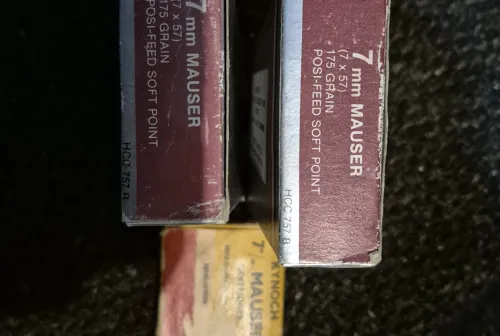 7 mm MAUSER
(7 x 57)
175 GRAIN
POSI-FEED SOFT POINT
HCC 757 B
7 mm MAUSER
(7 x 57)
175 GRAIN
POSI-FEED SOFT POINT
HCC 757 B
KYNOCH
7
MAUSER